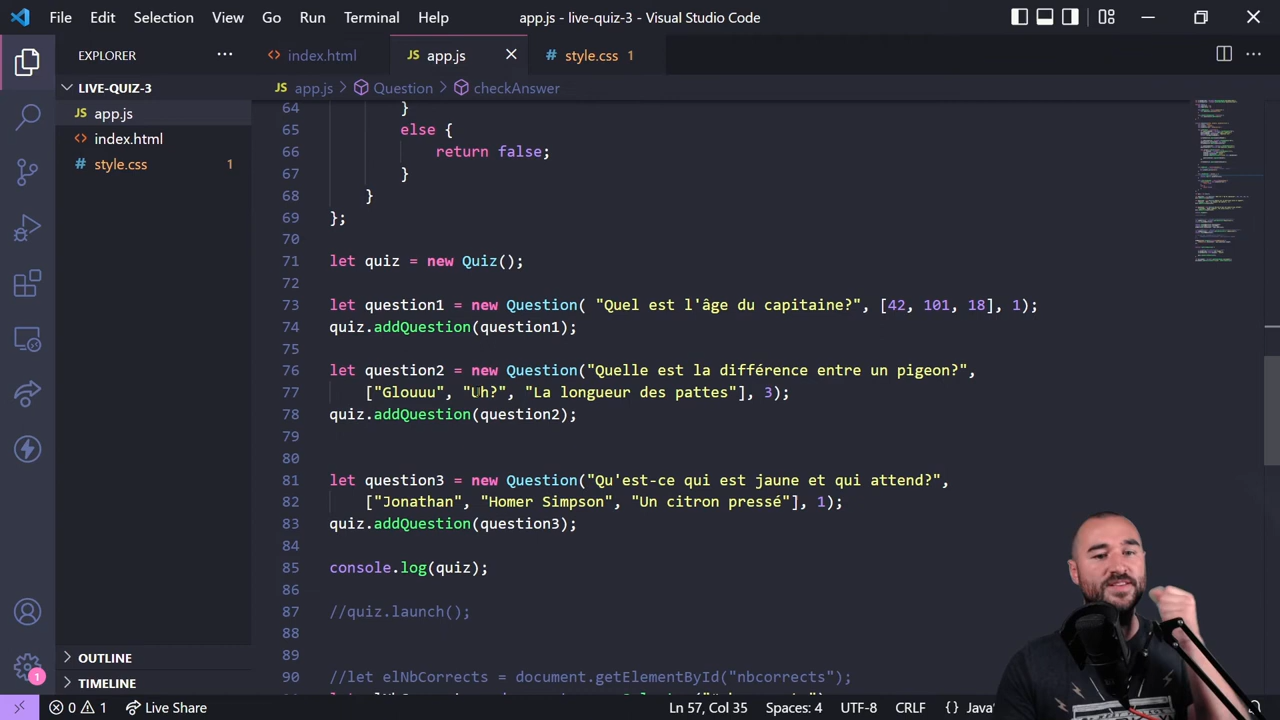 File Edit Selection View Go Run Terminal Help app.js - live-quiz-3 - Visual Studio Code
EXPLORER ··· index.html JS app.js style.css 1
LIVE-QUIZ-3
JS app.js > Question > checkAnswer
JS app.js
index.html
style.css 1
64 }
65 else {
66 return false;
67 }
68 }
69 };
70
71 let quiz = new Quiz();
72
73 let question1 = new Question( "Quel est l'âge du capitaine?", [42, 101, 18], 1);
74 quiz.addQuestion(question1);
75
76 let question2 = new Question("Quelle est la différence entre un pigeon?",
77 ["Glouuu", "Uh?", "La longueur des pattes"], 3);
78 quiz.addQuestion(question2);
79
80
81 let question3 = new Question("Qu'est-ce qui est jaune et qui attend?",
82 ["Jonathan", "Homer Simpson", "Un citron pressé"], 1);
83 quiz.addQuestion(question3);
84
85 console.log(quiz);
86
87 //quiz.launch();
88
89
90 //let elNbCorrects = document.getElementById("nbcorrects");
OUTLINE
TIMELINE
1
0 1 Live Share Ln 57, Col 35 Spaces: 4 UTF-8 CRLF {}